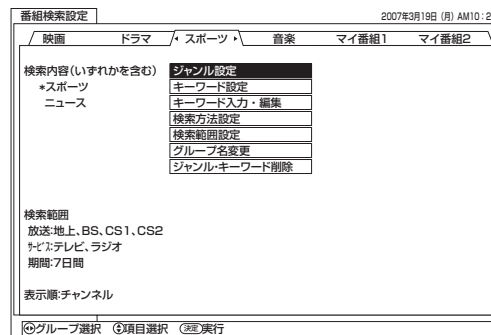 番組検索設定 2007年3月19日 (月) AM10：2
映画 ドラマ スポーツ 音楽 マイ番組1 マイ番組2
検索内容(いずれかを含む)
*スポーツ
ニュース
ジャンル設定
キーワード設定
キーワード入力・編集
検索方法設定
検索範囲設定
グループ名変更
ジャンル・キーワード削除
検索範囲
放送:地上、BS、CS1、CS2
ｻｰﾋﾞｽ:テレビ、ラジオ
期間:7日間
表示順:チャンネル
グループ選択 項目選択 決定 実行